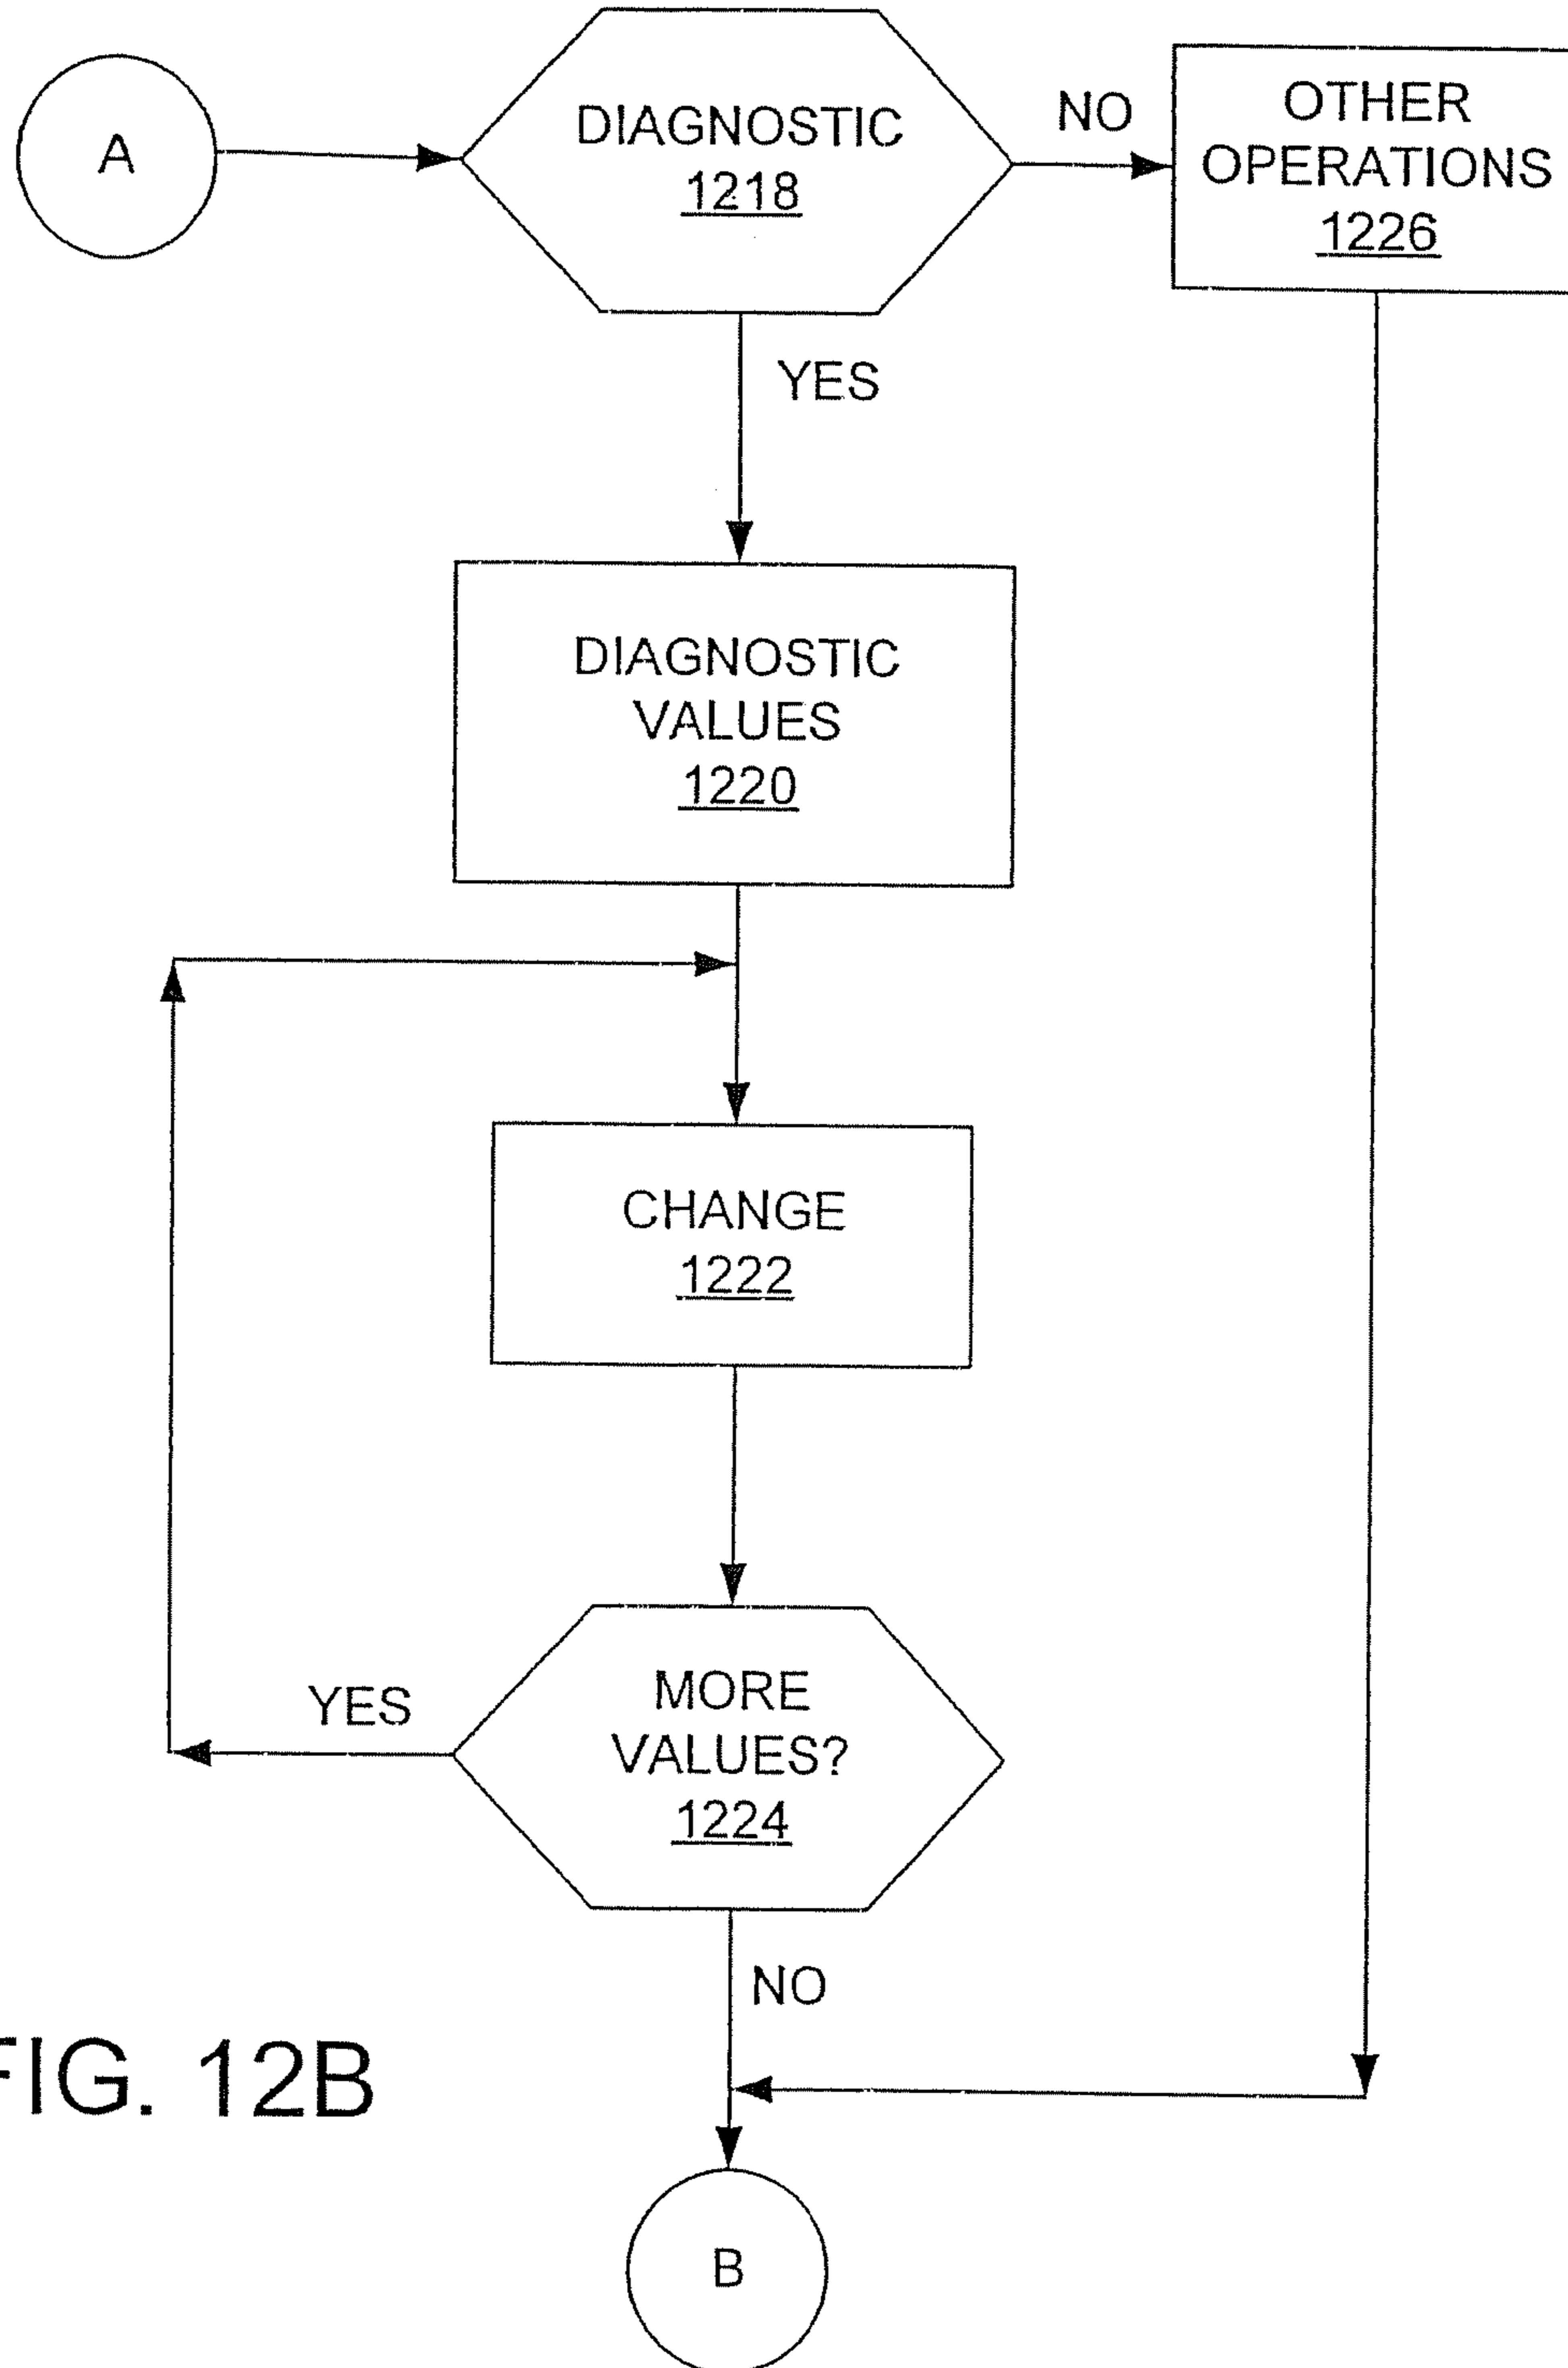 A
DIAGNOSTIC
1218
NO
OTHER
OPERATIONS
1226
YES
DIAGNOSTIC
VALUES
1220
CHANGE
1222
YES
MORE
VALUES?
1224
NO
FIG. 12B
B